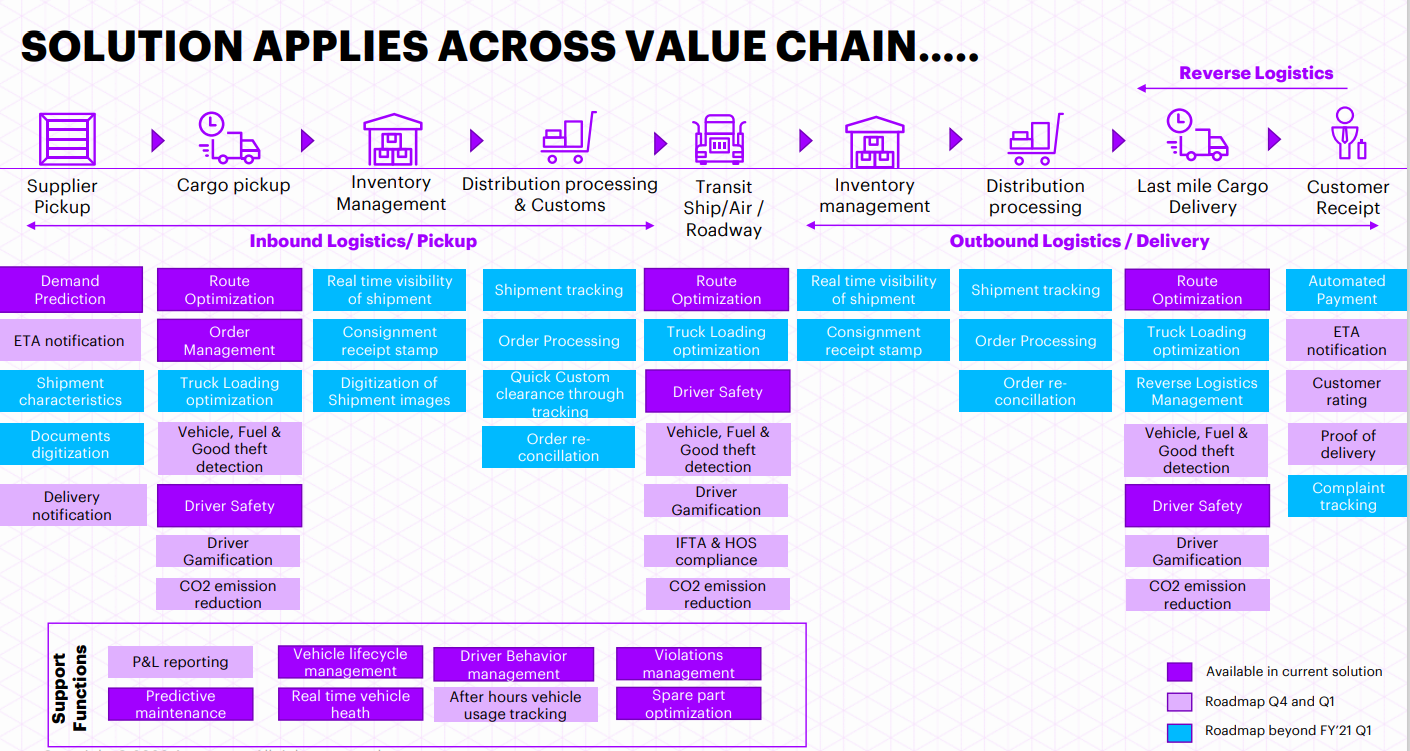 SOLUTION APPLIES ACROSS VALUE CHAIN.....
Reverse Logistics
Supplier
Pickup
Cargo pickup
Inventory
Management
Distribution processing
& Customs
Transit
Ship/Air /
Roadway
Inventory
management
Distribution
processing
Last mile Cargo
Delivery
Customer
Receipt
Inbound Logistics/ Pickup
Outbound Logistics / Delivery
Demand
Prediction
ETA notification
Shipment
characteristics
Documents
digitization
Delivery
notification
Route
Optimization
Order
Management
Truck Loading
optimization
Vehicle, Fuel &
Good theft
detection
Driver Safety
Driver
Gamification
CO2 emission
reduction
Real time visibility
of shipment
Consignment
receipt stamp
Digitization of
Shipment images
Shipment tracking
Order Processing
Quick Custom
clearance through
tracking
Order re-
concillation
Route
Optimization
Truck Loading
optimization
Driver Safety
Vehicle, Fuel &
Good theft
detection
Driver
Gamification
IFTA & HOS
compliance
CO2 emission
reduction
Real time visibility
of shipment
Consignment
receipt stamp
Shipment tracking
Order Processing
Order re-
concillation
Route
Optimization
Truck Loading
optimization
Reverse Logistics
Management
Vehicle, Fuel &
Good theft
detection
Driver Safety
Driver
Gamification
CO2 emission
reduction
Automated
Payment
ETA
notification
Customer
rating
Proof of
delivery
Complaint
tracking
Support
Functions
P&L reporting
Vehicle lifecycle
management
Driver Behavior
management
Violations
management
Predictive
maintenance
Real time vehicle
heath
After hours vehicle
usage tracking
Spare part
optimization
Available in current solution
Roadmap Q4 and Q1
Roadmap beyond FY'21 Q1